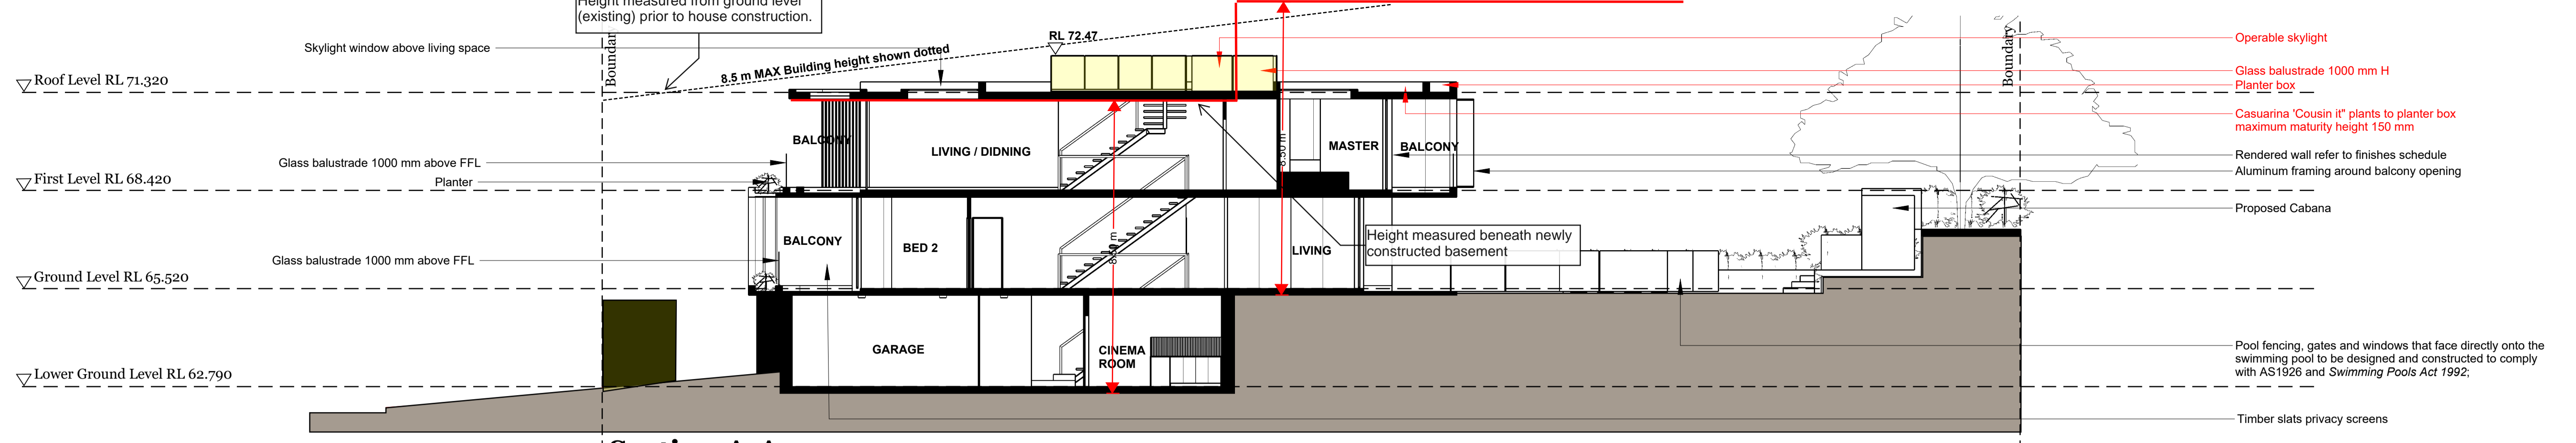 Height measured from ground level
(existing) prior to house construction.
Boundary
Skylight window above living space
8.5 m MAX Building height shown dotted
RL 72.47
Roof Level RL 71.320
Boundary
Operable skylight
Glass balustrade 1000 mm H
Planter box
Casuarina 'Cousin it" plants to planter box
maximum maturity height 150 mm
BALCONY
LIVING / DIDNING
8.50 m
MASTER
BALCONY
Rendered wall refer to finishes schedule
Aluminum framing around balcony opening
Glass balustrade 1000 mm above FFL
First Level RL 68.420
Planter
Proposed Cabana
BALCONY
BED 2
8.50 m
LIVING
Height measured beneath newly
constructed basement
Glass balustrade 1000 mm above FFL
Ground Level RL 65.520
GARAGE
CINEMA
ROOM
Pool fencing, gates and windows that face directly onto the
swimming pool to be designed and constructed to comply
with AS1926 and Swimming Pools Act 1992;
Lower Ground Level RL 62.790
Timber slats privacy screens